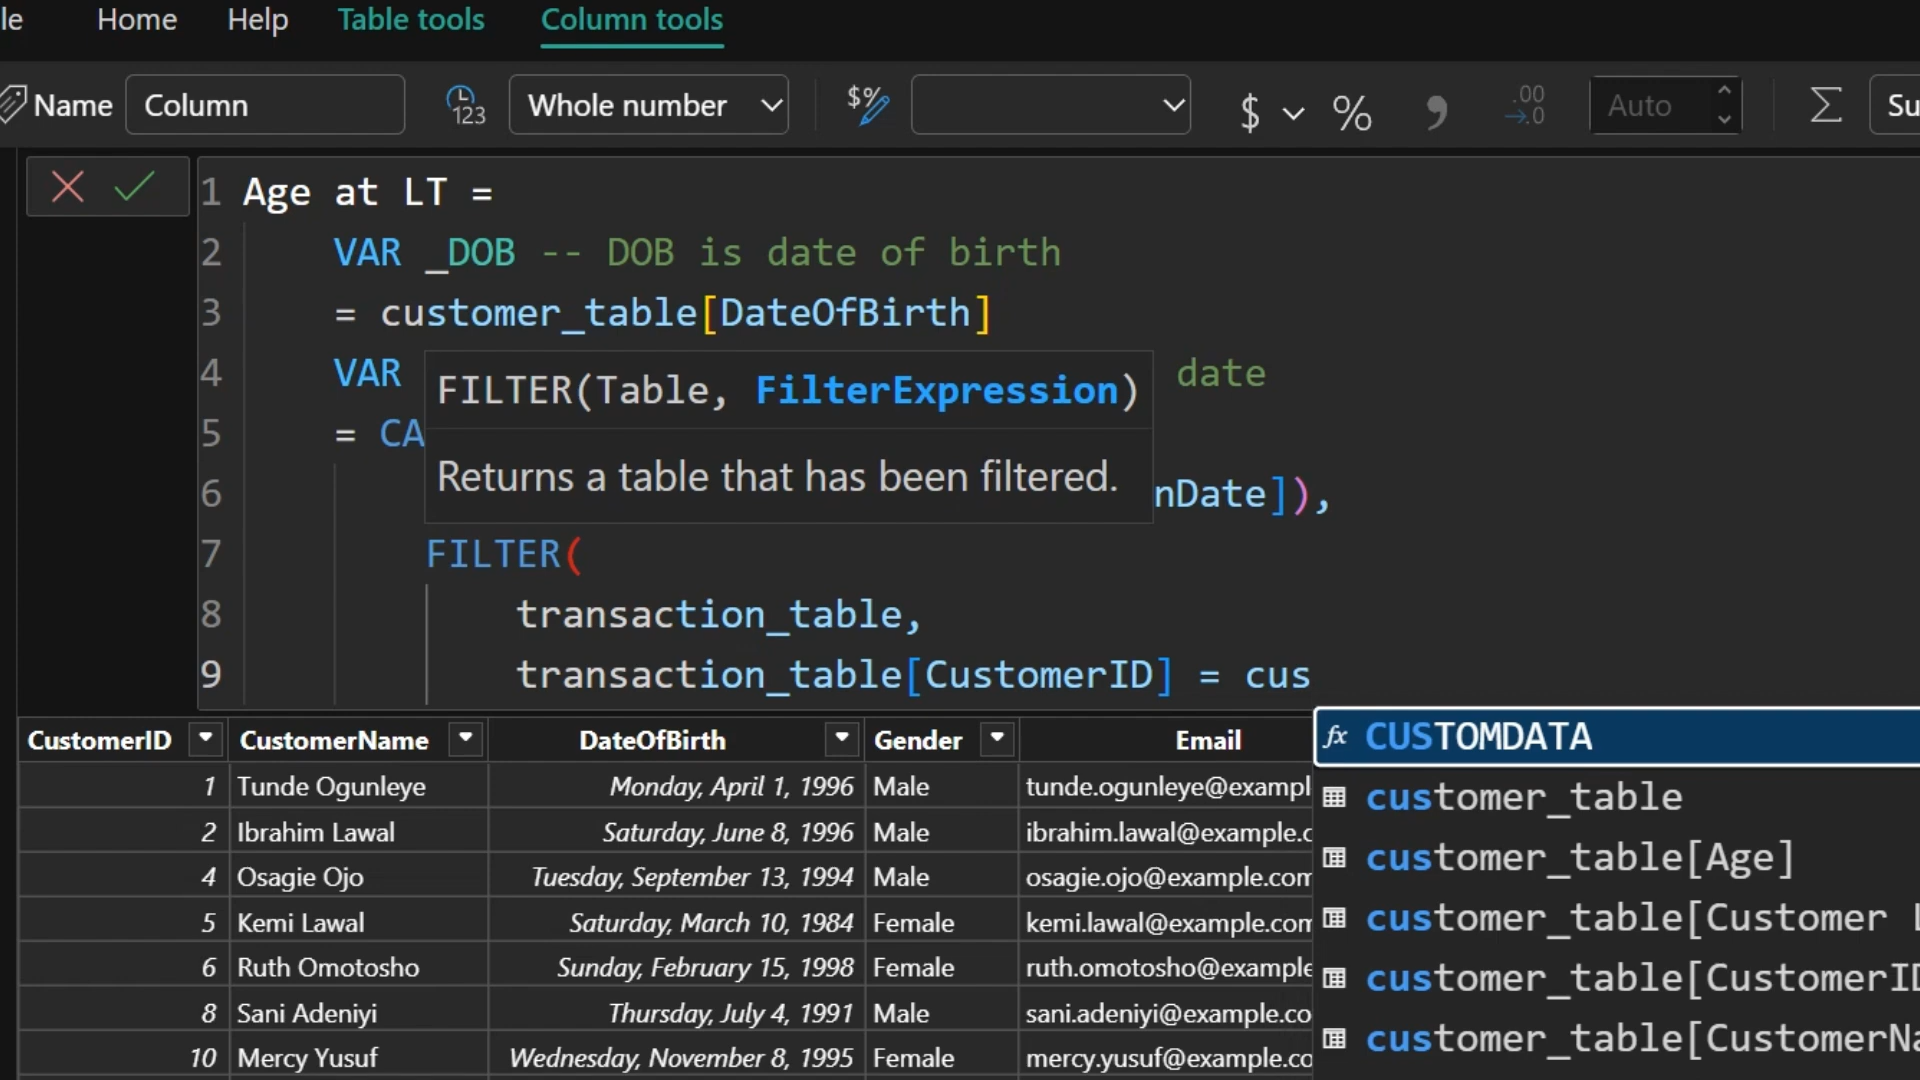 le Home Help Table tools Column tools
Name Column 123 Whole number $% $ % , .00 →.0 Auto Σ Su
1 Age at LT =
2 VAR _DOB -- DOB is date of birth
3 = customer_table[DateOfBirth]
4 VAR date
5 = CA
FILTER(Table, FilterExpression)
Returns a table that has been filtered.
6 nDate]),
7 FILTER(
8 transaction_table,
9 transaction_table[CustomerID] = cus
fx CUSTOMDATA
customer_table
customer_table[Age]
customer_table[Customer L
customer_table[CustomerID
customer_table[CustomerNa
CustomerID CustomerName DateOfBirth Gender Email
1 Tunde Ogunleye Monday, April 1, 1996 Male tunde.ogunleye@exampl
2 Ibrahim Lawal Saturday, June 8, 1996 Male ibrahim.lawal@example.c
4 Osagie Ojo Tuesday, September 13, 1994 Male osagie.ojo@example.com
5 Kemi Lawal Saturday, March 10, 1984 Female kemi.lawal@example.com
6 Ruth Omotosho Sunday, February 15, 1998 Female ruth.omotosho@example
8 Sani Adeniyi Thursday, July 4, 1991 Male sani.adeniyi@example.co
10 Mercy Yusuf Wednesday, November 8, 1995 Female mercy.yusuf@example.co